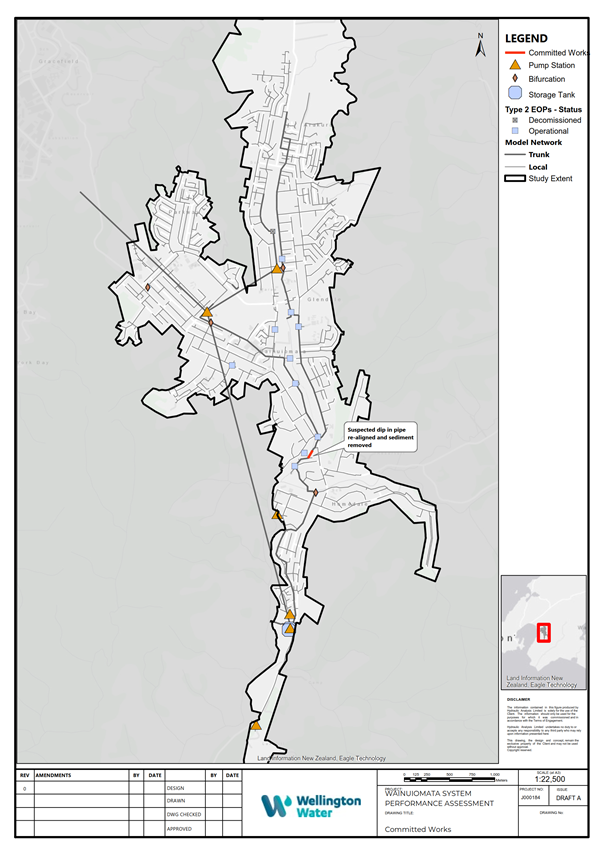 N
LEGEND
Committed Works
Pump Station
Bifurcation
Storage Tank
Type 2 EOPs - Status
Decomissioned
Operational
Model Network
Trunk
Local
Study Extent
Suspected dip in pipe
re-aligned and sediment
removed
Land Information New
Zealand, Eagle Technology
DISCLAIMER
Land Information New Zealand, Eagle Technology
REV AMENDMENTS BY DATE BY DATE
0
DESIGN
DRAWN
DWG CHECKED
APPROVED
Wellington
Water
0 125 250 500 750 1,000
Meters
PROJECT:
WAINUIOMATA SYSTEM
PERFORMANCE ASSESSMENT
DRAWING TITLE:
Committed Works
SCALE (at A3)
1:22,500
PROJECT NO
J000184
ISSUE
DRAFT A
DRAWING No